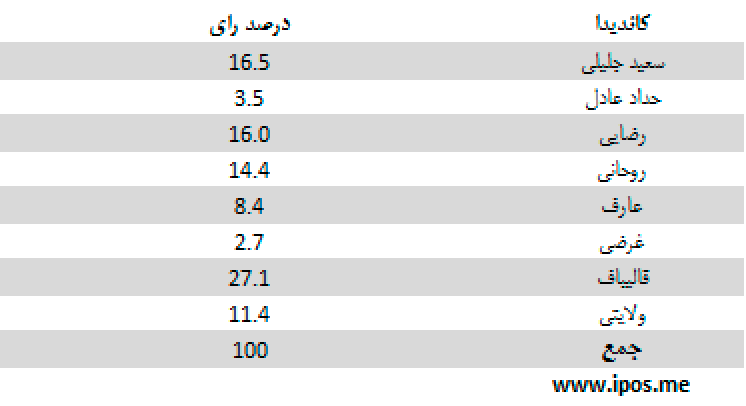 کاندیدا درصد رای
سعید جلیلی 16.5
حداد عادل 3.5
رضایی 16.0
روحانی 14.4
عارف 8.4
غرضی 2.7
قالیباف 27.1
ولایتی 11.4
جمع 100
www.ipos.me